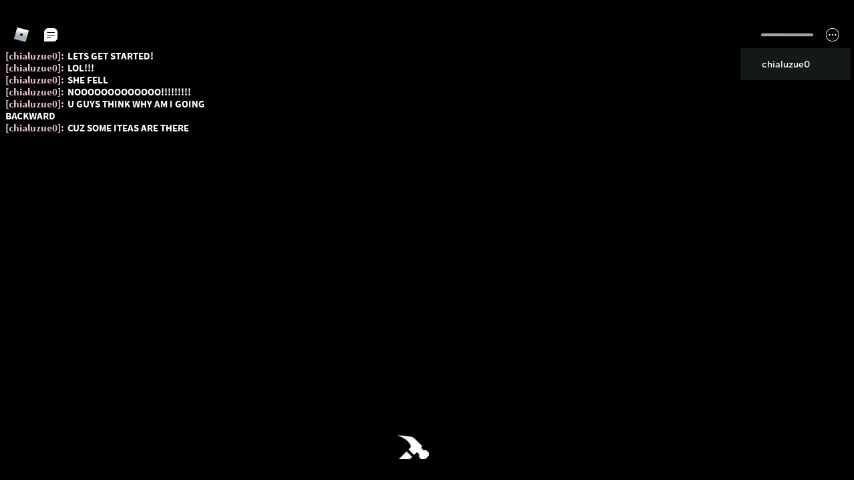 [chialuzue0]: LETS GET STARTED!
chialuzue0
[chialuzue0]: LOL!!!
[chialuzue0]: SHE FELL
[chialuzue0]: NOOOOOOOOOOOOO!!!!!!!!!
[chialuzue0]: U GUYS THINK WHY AM I GOING
BACKWARD
[chialuzue0]: CUZ SOME ITEAS ARE THERE